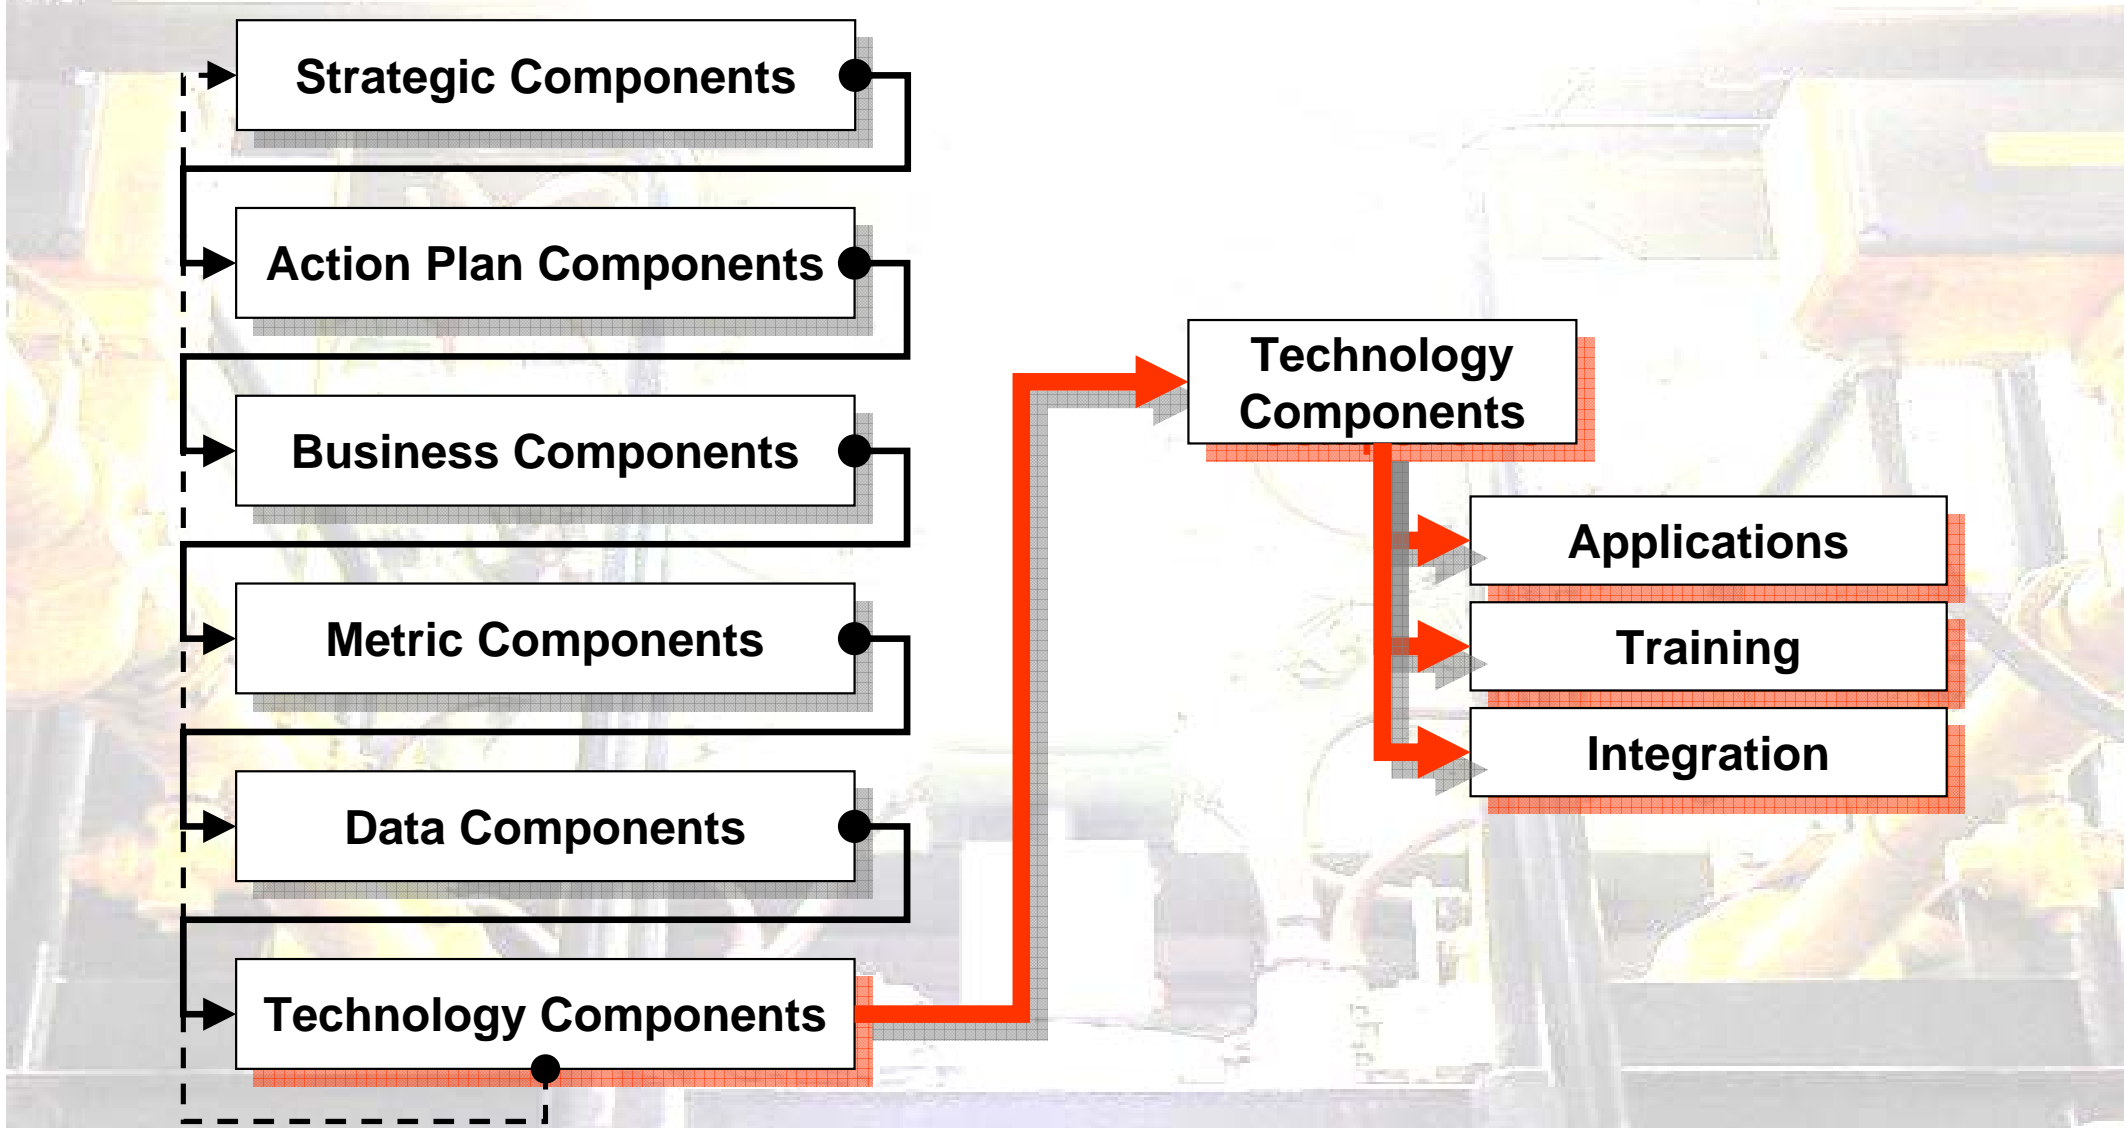 Strategic Components
Action Plan Components
Business Components
Metric Components
Data Components
Technology Components
Technology
Components
Applications
Training
Integration